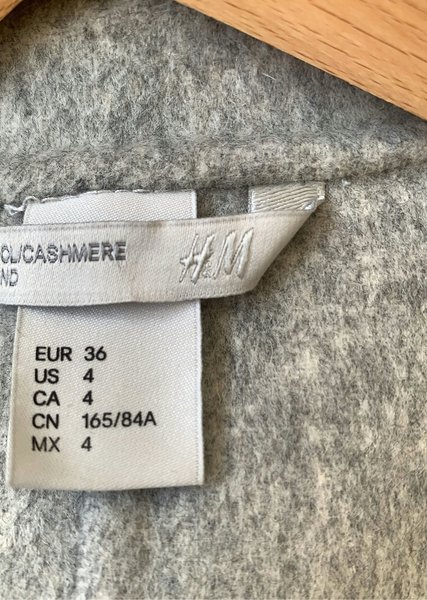 OL/CASHMERE
ND
H&M
EUR 36
US 4
CA 4
CN 165/84A
MX 4